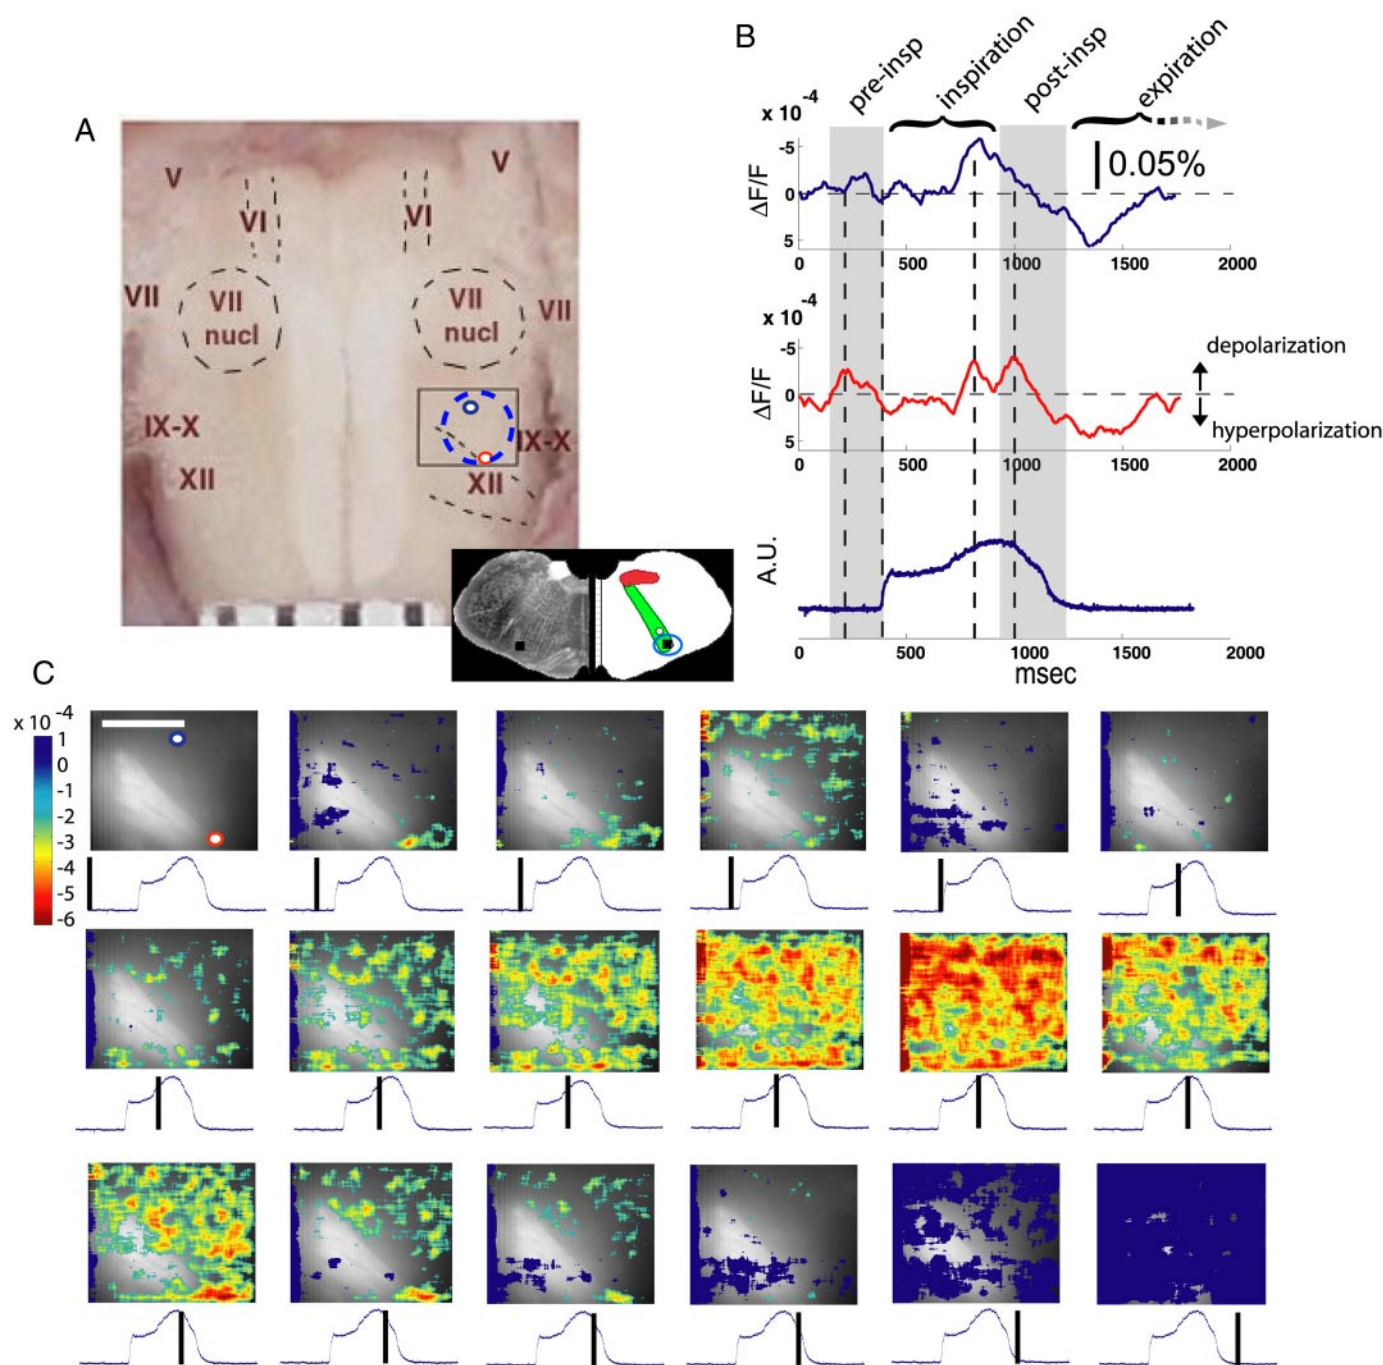 A
V
V
VI
VI
VII
VII
nucl
VII
nucl
VII
IX-X
IX-X
XII
XII
B
pre-insp
inspiration
post-insp
expiration
x 10 -4
-5
0
5
ΔF/F
0.05%
0 500 1000 1500 2000
x 10 -4
-5
0
5
ΔF/F
depolarization
hyperpolarization
0 500 1000 1500 2000
A.U.
0 500 1000 1500 2000
msec
C
x 10 -4
1
0
-1
-2
-3
-4
-5
-6